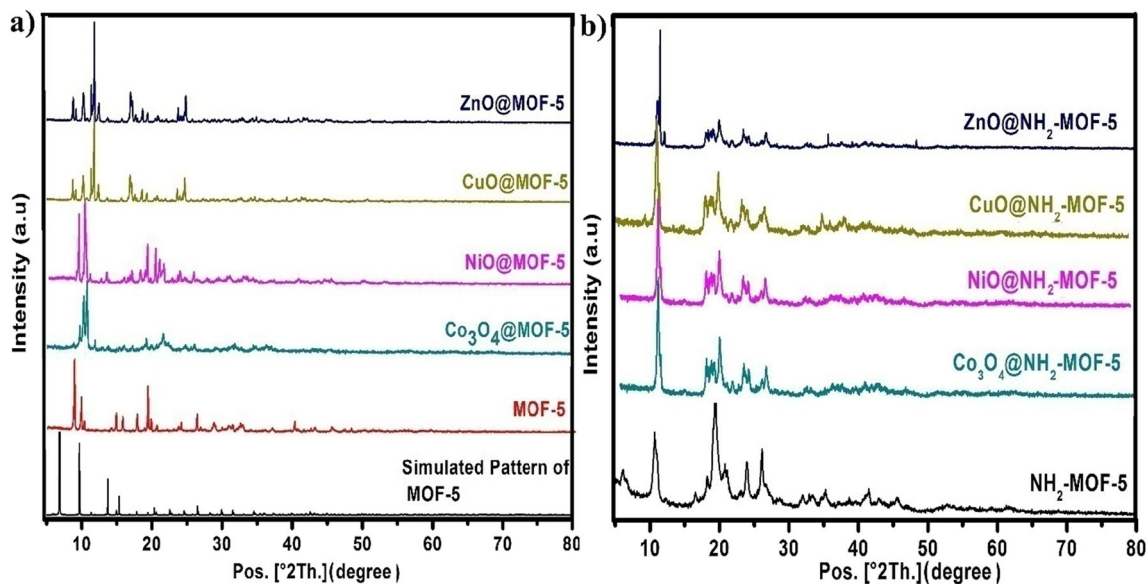 a)
Intensity (a.u)
ZnO@MOF-5
CuO@MOF-5
NiO@MOF-5
Co₃O₄@MOF-5
MOF-5
Simulated Pattern of
MOF-5
10 20 30 40 50 60 70 80
Pos. [°2Th.] (degree)
b)
Intensity (a.u)
ZnO@NH₂-MOF-5
CuO@NH₂-MOF-5
NiO@NH₂-MOF-5
Co₃O₄@NH₂-MOF-5
NH₂-MOF-5
10 20 30 40 50 60 70 80
Pos. [°2Th.] (degree)